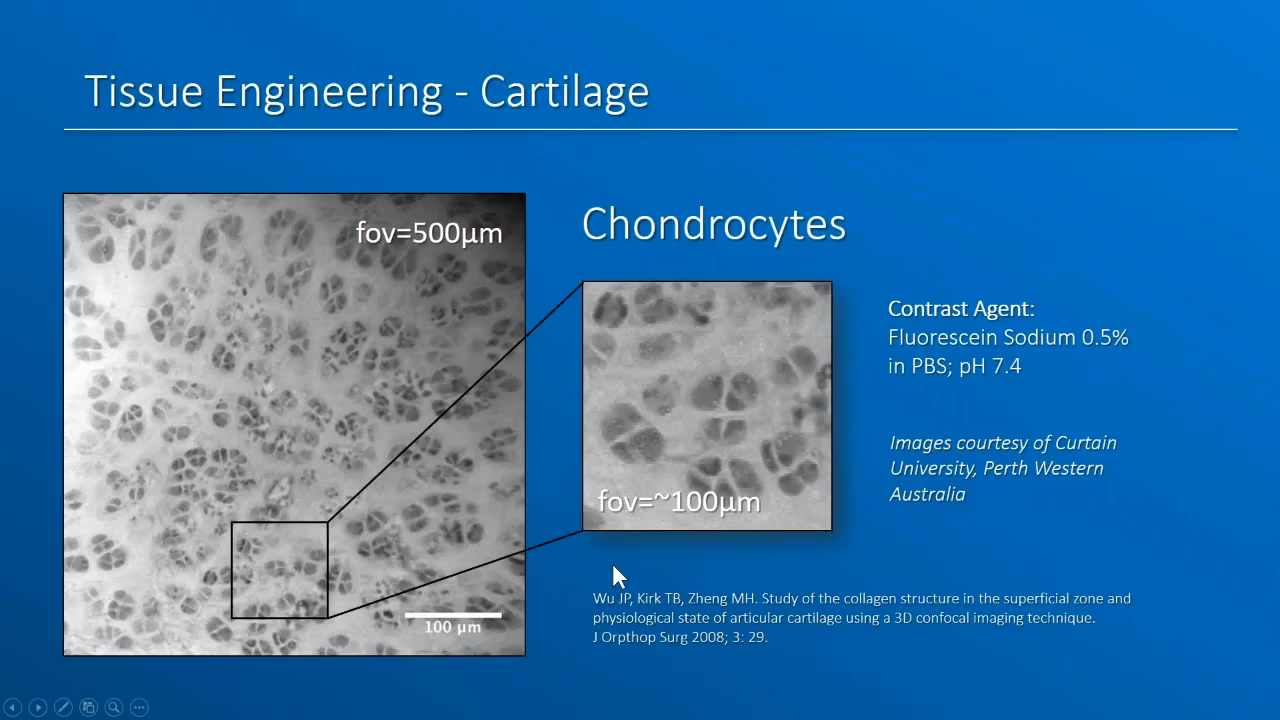 Tissue Engineering - Cartilage
fov=500µm
100 µm
Chondrocytes
fov=~100µm
Contrast Agent:
Fluorescein Sodium 0.5%
in PBS; pH 7.4
Images courtesy of Curtain
University, Perth Western
Australia
Wu JP, Kirk TB, Zheng MH. Study of the collagen structure in the superficial zone and
physiological state of articular cartilage using a 3D confocal imaging technique.
J Orpthop Surg 2008; 3: 29.